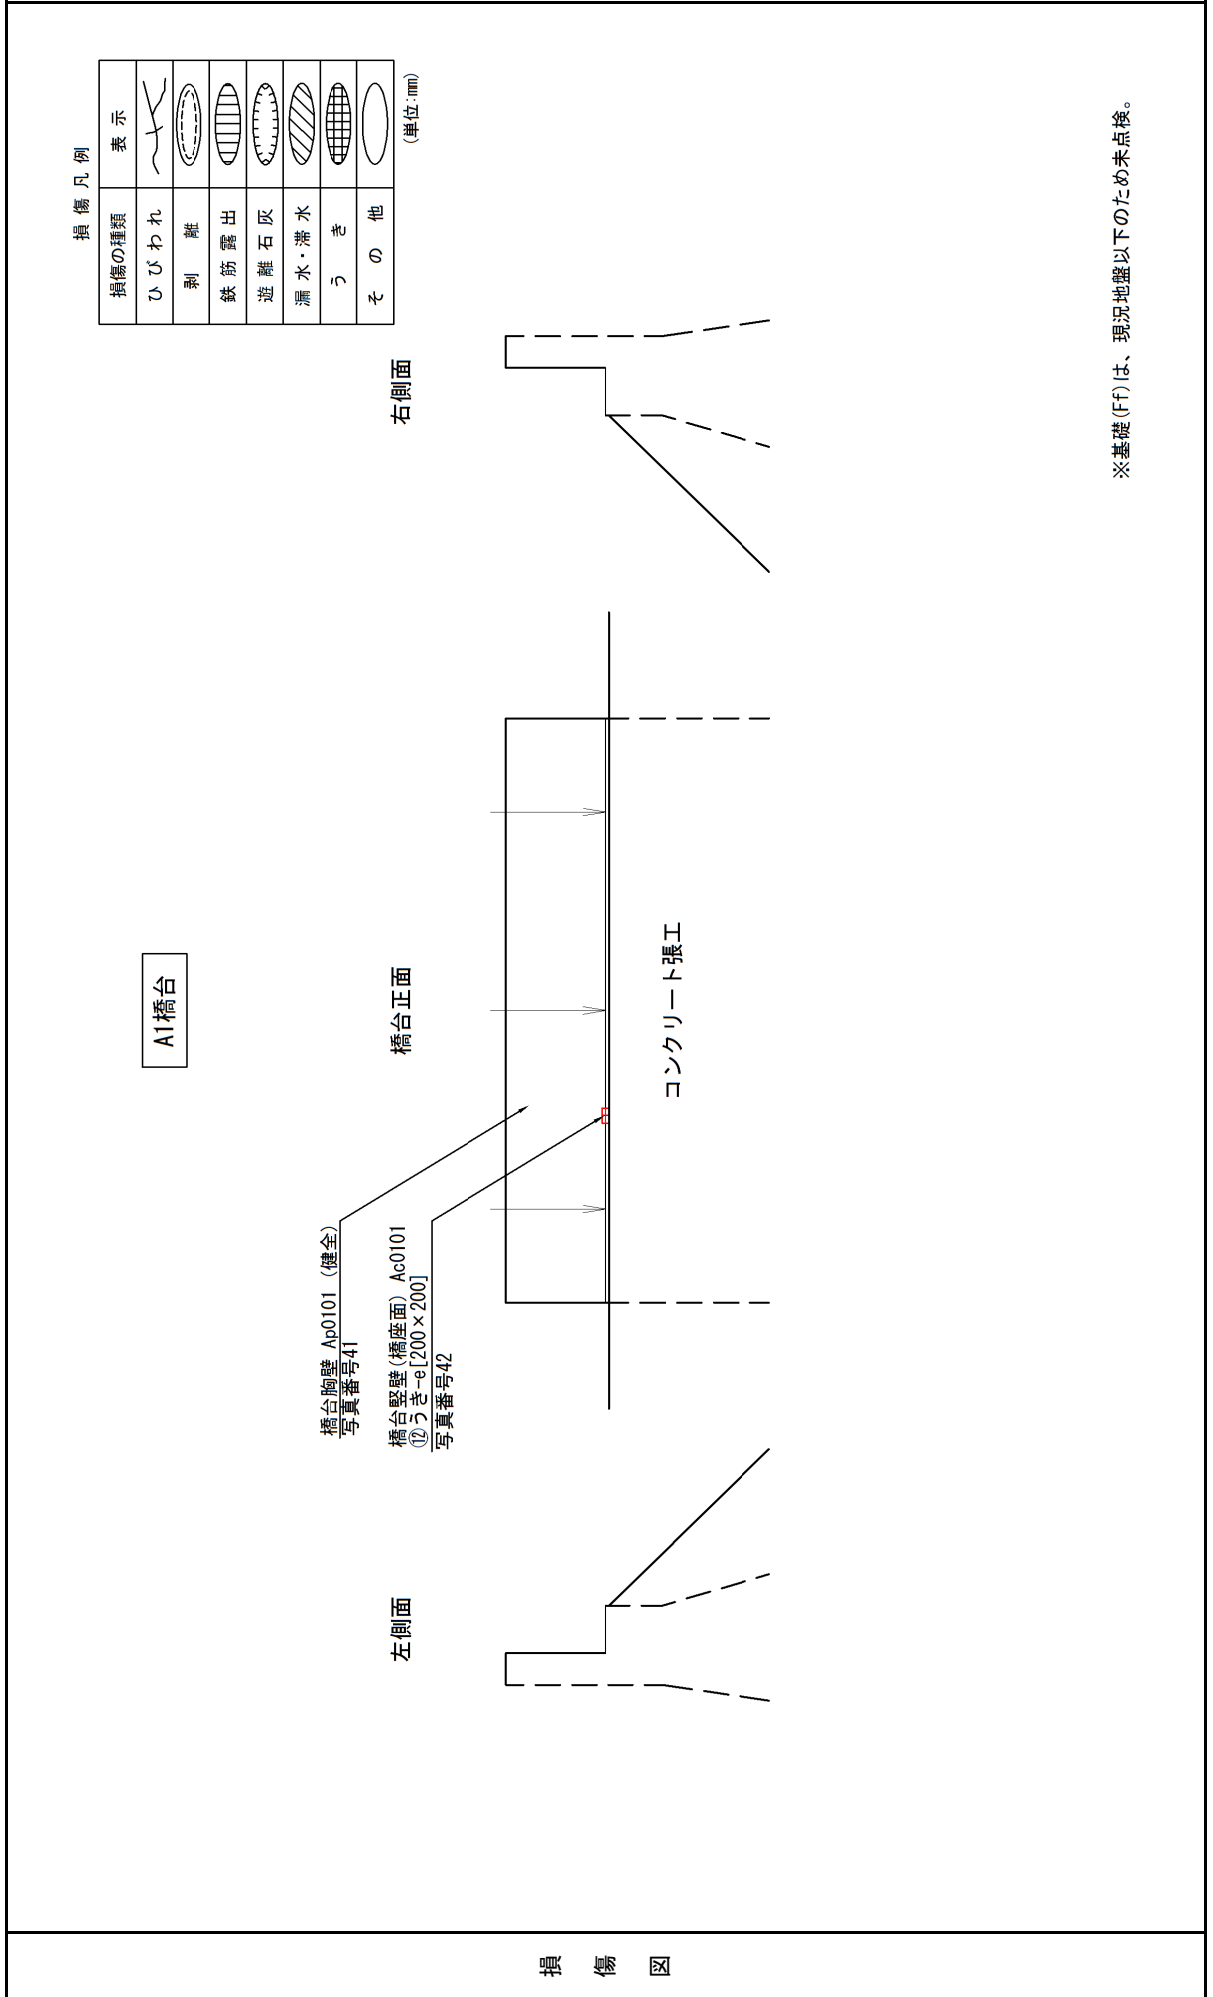 損傷図
A1橋台
損傷凡例
損傷の種類 表示
ひびわれ
剥離
鉄筋露出
遊離石灰
漏水・滞水
うき
その他
(単位:mm)
橋台胸壁 Ap0101 (健全)
写真番号41
橋台竪壁(橋座面) Ac0101
⑫うき-e[200×200]
写真番号42
左側面
橋台正面
右側面
コンクリート張工
※基礎(Ff)は、現況地盤以下のため未点検。